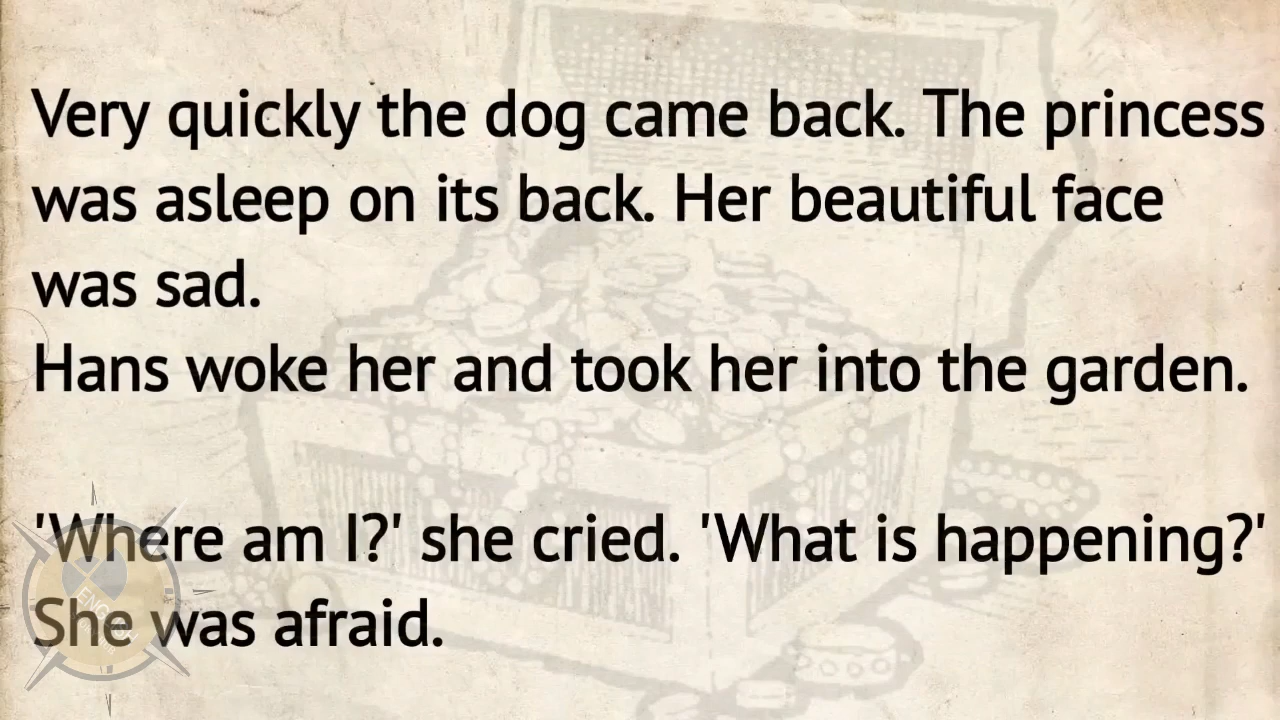 Very quickly the dog came back. The princess
was asleep on its back. Her beautiful face
was sad.
Hans woke her and took her into the garden.
'Where am I?' she cried. 'What is happening?'
She was afraid.
ENGLISH